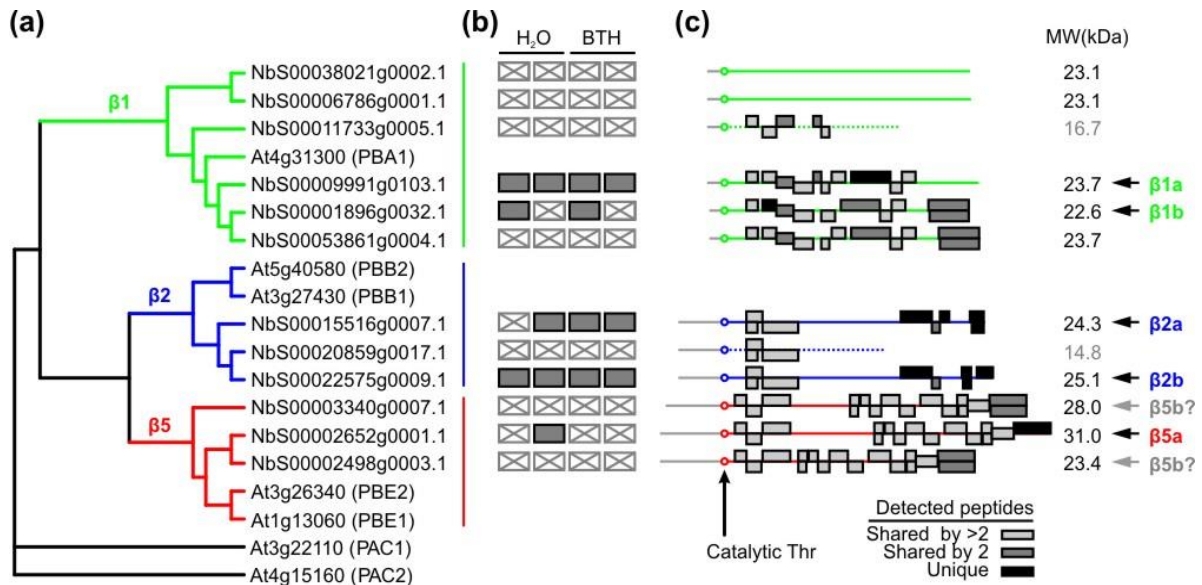 (a)
(b)
(c)
H₂O BTH
MW(kDa)
β1
NbS00038021g0002.1 23.1
NbS00006786g0001.1 23.1
NbS00011733g0005.1 16.7
At4g31300 (PBA1)
NbS00009991g0103.1 23.7 β1a
NbS00001896g0032.1 22.6 β1b
NbS00053861g0004.1 23.7
β2
At5g40580 (PBB2)
At3g27430 (PBB1)
NbS00015516g0007.1 24.3 β2a
NbS00020859g0017.1 14.8
NbS00022575g0009.1 25.1 β2b
β5
NbS00003340g0007.1 28.0 β5b?
NbS00002652g0001.1 31.0 β5a
NbS00002498g0003.1 23.4 β5b?
At3g26340 (PBE2)
At1g13060 (PBE1)
At3g22110 (PAC1)
At4g15160 (PAC2)
Catalytic Thr
Detected peptides
Shared by >2
Shared by 2
Unique